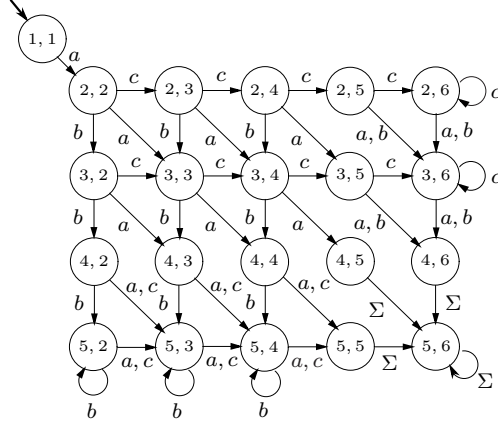 1, 1
a
c c c c
2, 2 2, 3 2, 4 2, 5 2, 6 c
b a b a b a a, b a, b
c c c c
3, 2 3, 3 3, 4 3, 5 3, 6 c
b a b a b a a, b a, b
4, 2 4, 3 4, 4 4, 5 4, 6
b a, c b a, c b a, c Σ Σ
5, 2 5, 3 5, 4 5, 5 5, 6
a, c a, c a, c Σ Σ
b b b